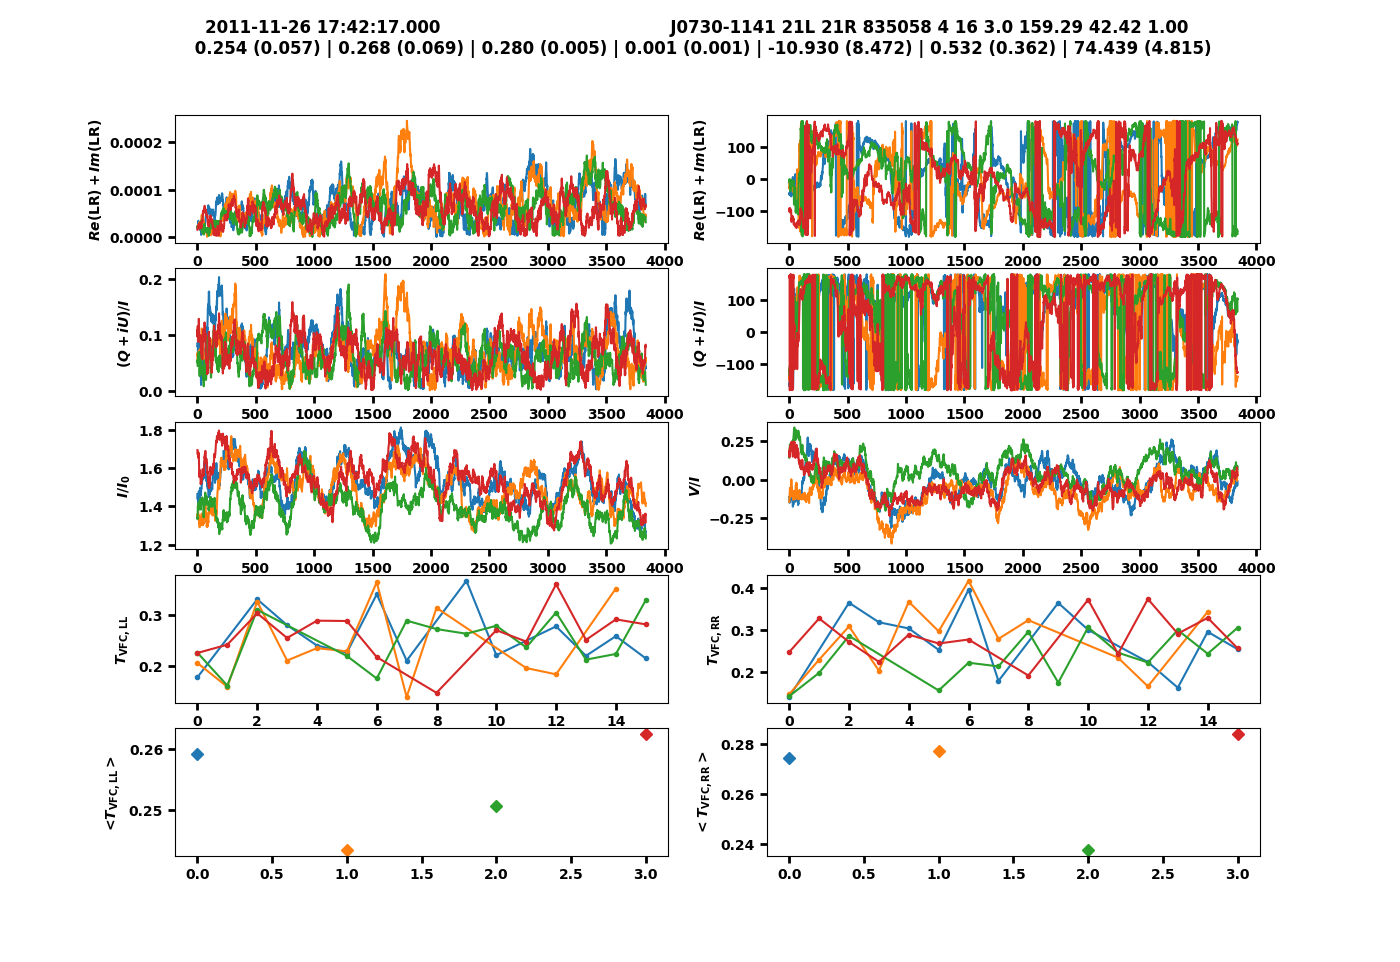 2011-11-26 17:42:17.000 J0730-1141 21L 21R 835058 4 16 3.0 159.29 42.42 1.00
0.254 (0.057) | 0.268 (0.069) | 0.280 (0.005) | 0.001 (0.001) | -10.930 (8.472) | 0.532 (0.362) | 74.439 (4.815)
Re(LR) + Im(LR)
0.0002
0.0001
0.0000
0 500 1000 1500 2000 2500 3000 3500 4000
Re(LR) + Im(LR)
100
0
−100
0 500 1000 1500 2000 2500 3000 3500 4000
(Q + iU)/I
0.2
0.1
0.0
0 500 1000 1500 2000 2500 3000 3500 4000
(Q + iU)/I
100
0
−100
0 500 1000 1500 2000 2500 3000 3500 4000
I/I0
1.8
1.6
1.4
1.2
0 500 1000 1500 2000 2500 3000 3500 4000
V/I
0.25
0.00
−0.25
0 500 1000 1500 2000 2500 3000 3500 4000
TVFC, LL
0.3
0.2
0 2 4 6 8 10 12 14
TVFC, RR
0.4
0.3
0.2
0 2 4 6 8 10 12 14
<TVFC, LL >
0.26
0.25
0.0 0.5 1.0 1.5 2.0 2.5 3.0
< TVFC, RR >
0.28
0.26
0.24
0.0 0.5 1.0 1.5 2.0 2.5 3.0